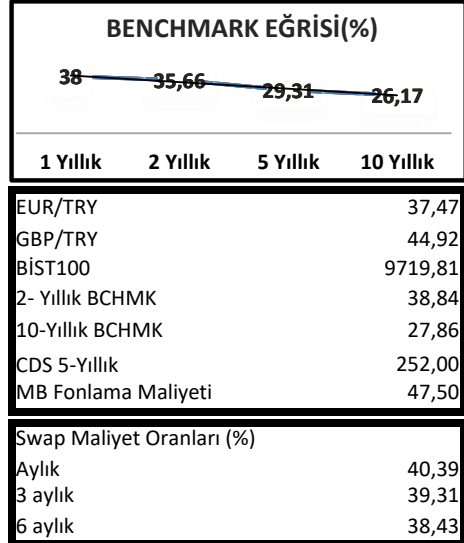 BENCHMARK EĞRİSİ(%)
38 35,66 29,31 26,17
1 Yıllık 2 Yıllık 5 Yıllık 10 Yıllık
EUR/TRY 37,47
GBP/TRY 44,92
BİST100 9719,81
2- Yıllık BCHMK 38,84
10-Yıllık BCHMK 27,86
CDS 5-Yıllık 252,00
MB Fonlama Maliyeti 47,50
Swap Maliyet Oranları (%)
Aylık 40,39
3 aylık 39,31
6 aylık 38,43